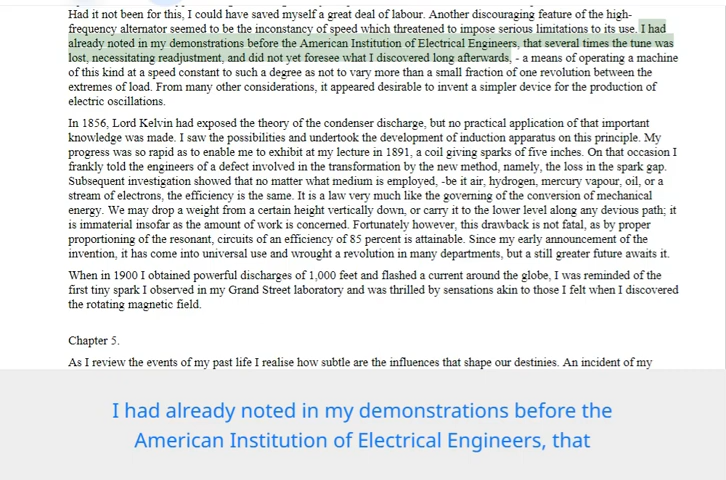 Had it not been for this, I could have saved myself a great deal of labour. Another discouraging feature of the high-
frequency alternator seemed to be the inconstancy of speed which threatened to impose serious limitations to its use. I had
already noted in my demonstrations before the American Institution of Electrical Engineers, that several times the tune was
lost, necessitating readjustment, and did not yet foresee what I discovered long afterwards, - a means of operating a machine
of this kind at a speed constant to such a degree as not to vary more than a small fraction of one revolution between the
extremes of load. From many other considerations, it appeared desirable to invent a simpler device for the production of
electric oscillations.
In 1856, Lord Kelvin had exposed the theory of the condenser discharge, but no practical application of that important
knowledge was made. I saw the possibilities and undertook the development of induction apparatus on this principle. My
progress was so rapid as to enable me to exhibit at my lecture in 1891, a coil giving sparks of five inches. On that occasion I
frankly told the engineers of a defect involved in the transformation by the new method, namely, the loss in the spark gap.
Subsequent investigation showed that no matter what medium is employed, -be it air, hydrogen, mercury vapour, oil, or a
stream of electrons, the efficiency is the same. It is a law very much like the governing of the conversion of mechanical
energy. We may drop a weight from a certain height vertically down, or carry it to the lower level along any devious path; it
is immaterial insofar as the amount of work is concerned. Fortunately however, this drawback is not fatal, as by proper
proportioning of the resonant, circuits of an efficiency of 85 percent is attainable. Since my early announcement of the
invention, it has come into universal use and wrought a revolution in many departments, but a still greater future awaits it.
When in 1900 I obtained powerful discharges of 1,000 feet and flashed a current around the globe, I was reminded of the
first tiny spark I observed in my Grand Street laboratory and was thrilled by sensations akin to those I felt when I discovered
the rotating magnetic field.
Chapter 5.
As I review the events of my past life I realise how subtle are the influences that shape our destinies. An incident of my
I had already noted in my demonstrations before the
American Institution of Electrical Engineers, that